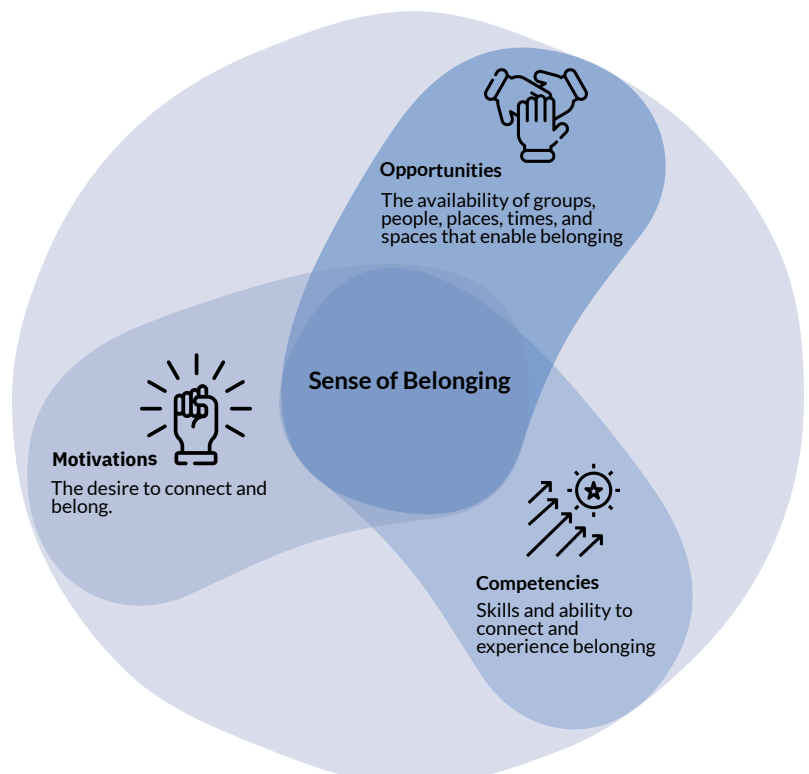 Opportunities
The availability of groups,
people, places, times, and
spaces that enable belonging
Sense of Belonging
Motivations
The desire to connect and
belong.
Competencies
Skills and ability to
connect and
experience belonging